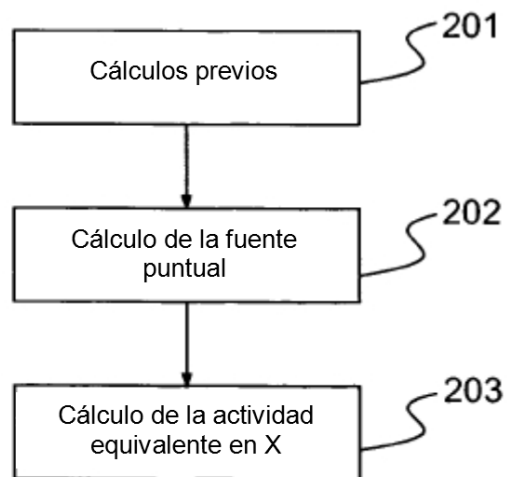 201
Cálculos previos
202
Cálculo de la fuente
puntual
203
Cálculo de la actividad
equivalente en X